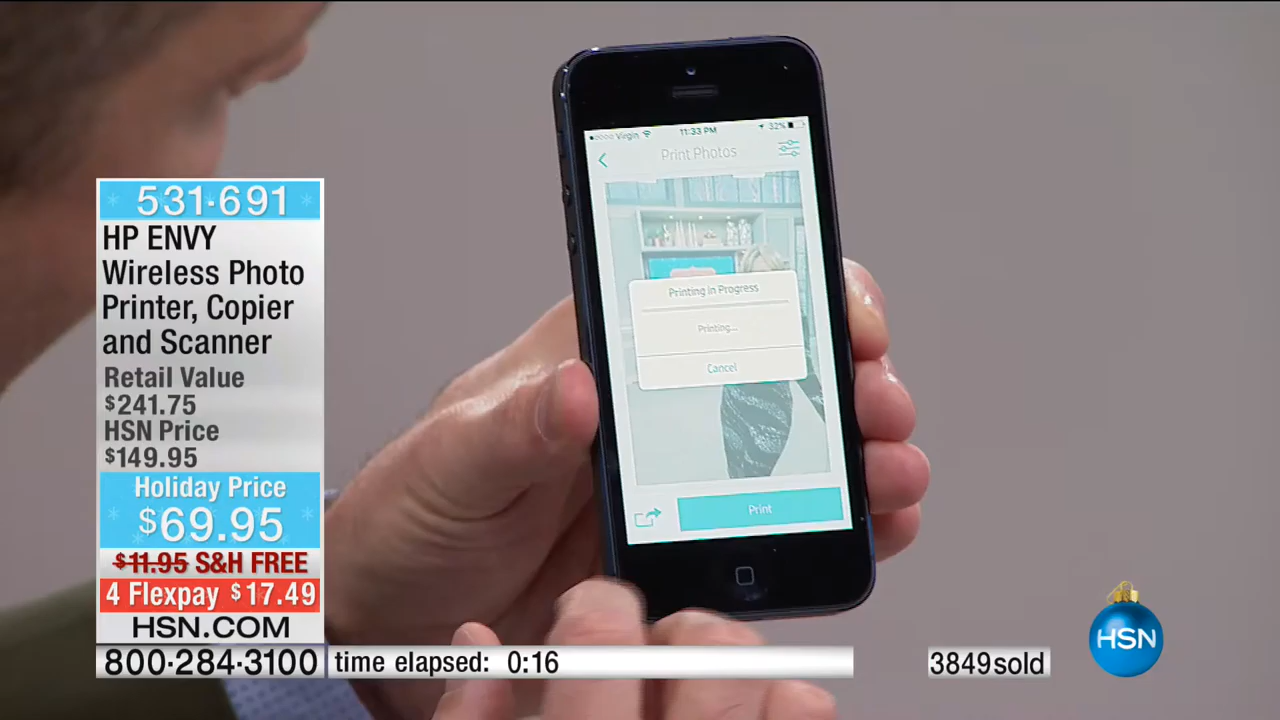 531-691
HP ENVY
Wireless Photo
Printer, Copier
and Scanner
Retail Value
$241.75
HSN Price
$149.95
Holiday Price
$69.95
$11.95 S&H FREE
4 Flexpay $17.49
HSN.COM
800·284·3100
time elapsed: 0:16
3849sold
HSN
Virgin
11:33 PM
32%
Print Photos
Printing in Progress
Printing...
Cancel
Print